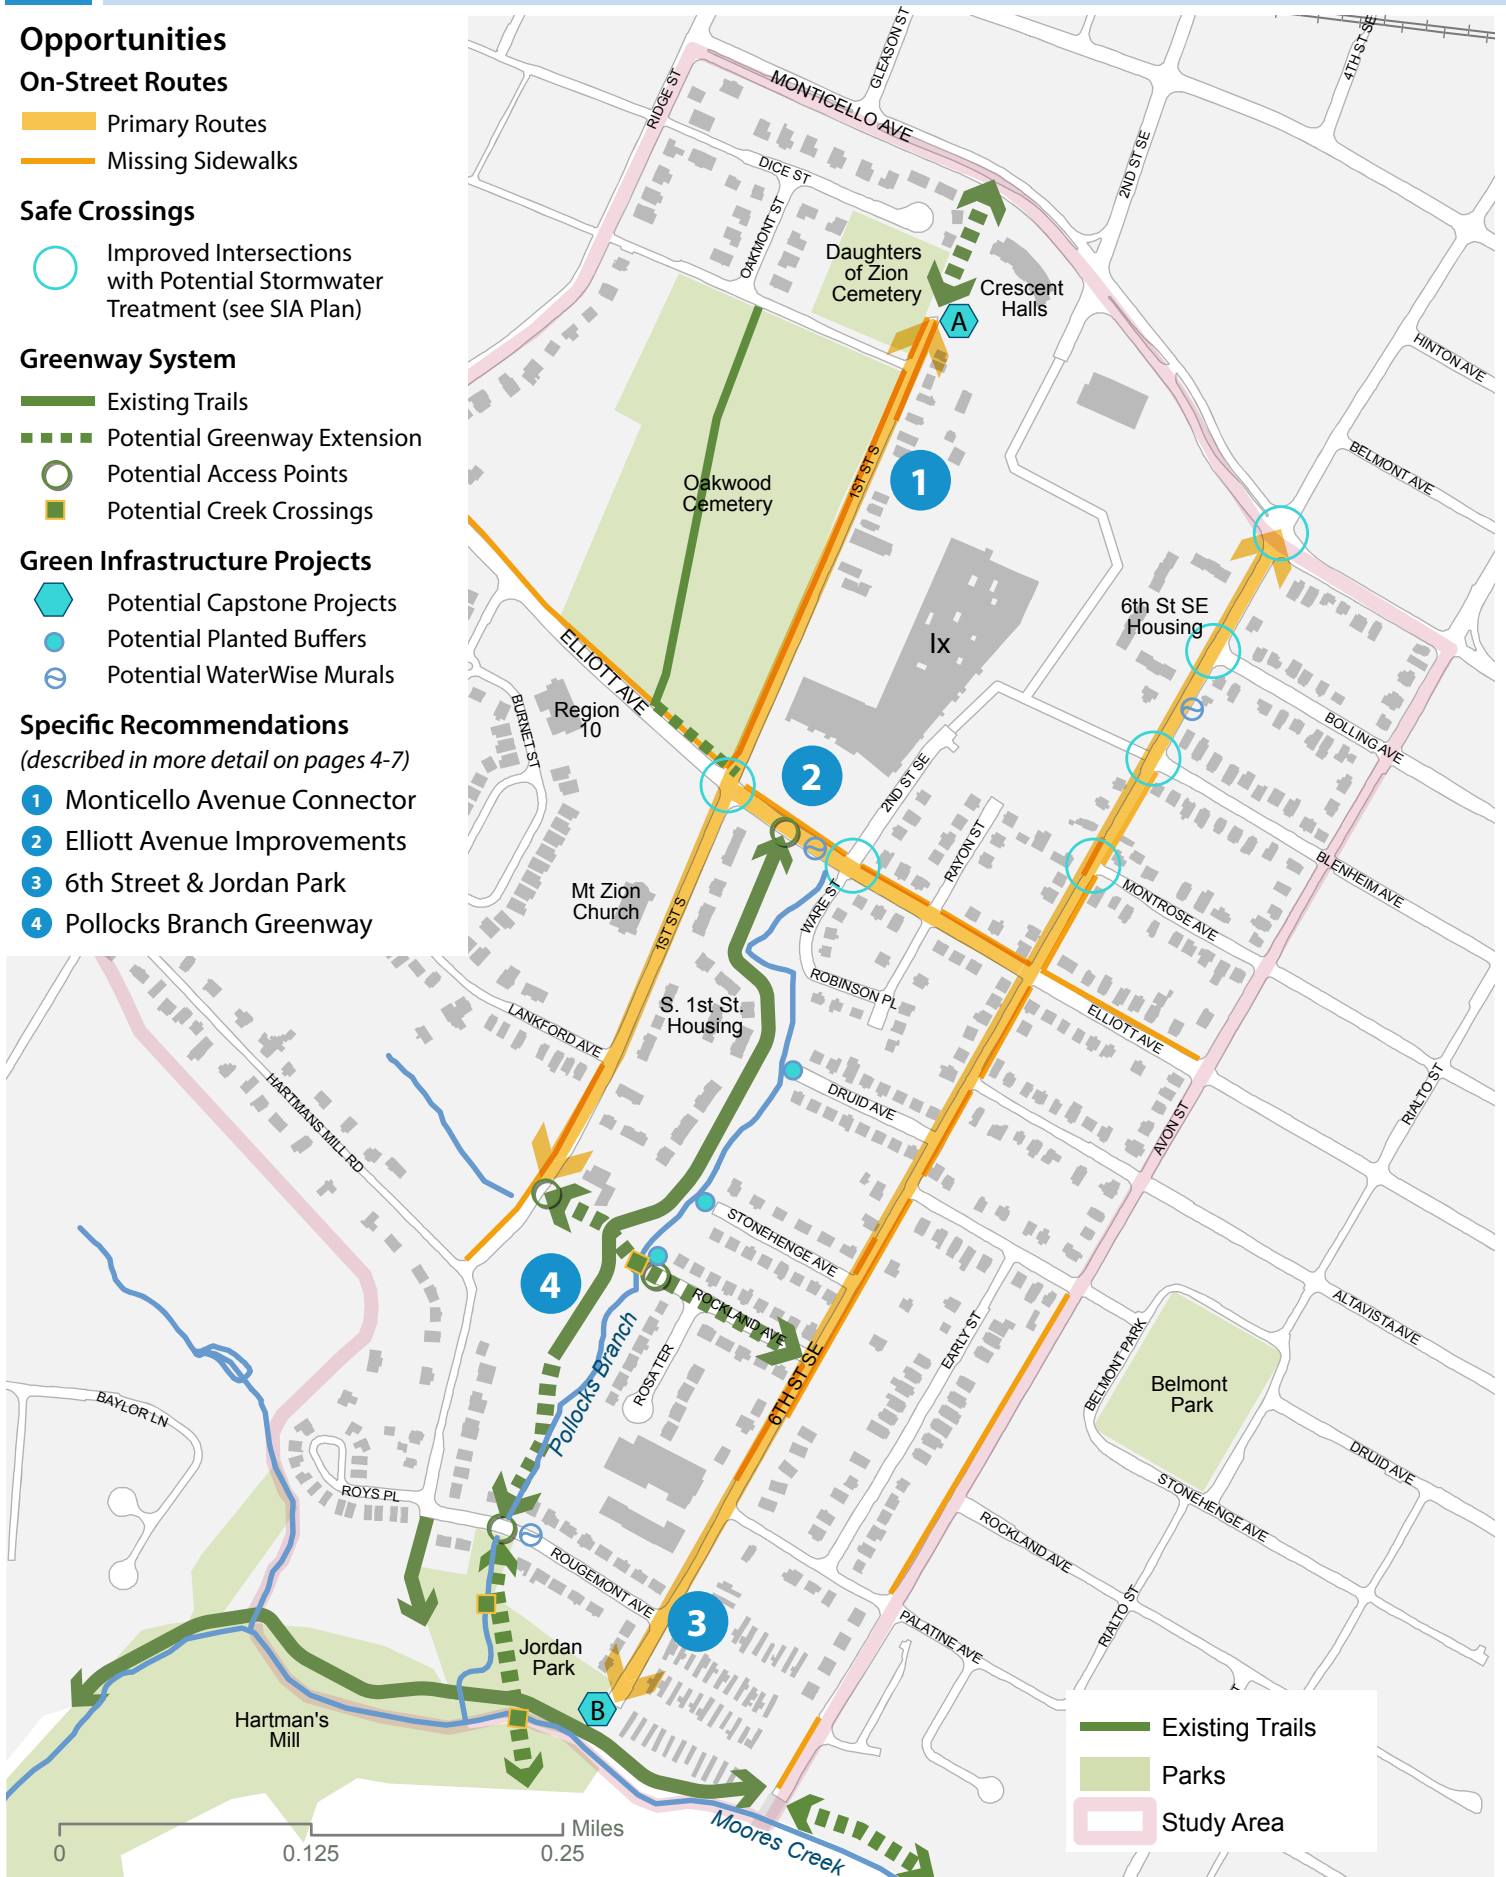 Opportunities
On-Street Routes
Primary Routes
Missing Sidewalks
Safe Crossings
Improved Intersections
with Potential Stormwater
Treatment (see SIA Plan)
Greenway System
Existing Trails
Potential Greenway Extension
Potential Access Points
Potential Creek Crossings
Green Infrastructure Projects
Potential Capstone Projects
Potential Planted Buffers
Potential WaterWise Murals
Specific Recommendations
(described in more detail on pages 4-7)
1 Monticello Avenue Connector
2 Elliott Avenue Improvements
3 6th Street & Jordan Park
4 Pollocks Branch Greenway
RIDGE ST
MONTICELLO AVE
GLEASON ST
4TH ST SE
2ND ST SE
DICE ST
OAKMONT ST
Daughters
of Zion
Cemetery
Crescent
Halls
A
HINTON AVE
BELMONT AVE
Oakwood
Cemetery
1ST ST S
1
Ix
6th St SE
Housing
ELLIOTT AVE
Region
10
BURNET ST
2
2ND ST SE
BOLLING AVE
RAYON ST
BLENHEIM AVE
MONTROSE AVE
Mt Zion
Church
1ST ST S
WARE ST
ROBINSON PL
S. 1st St.
Housing
LANKFORD AVE
ELLIOTT AVE
HARTMANS MILL RD
DRUID AVE
AVON ST
RIALTO ST
STONEHENGE AVE
4
ROCKLAND AVE
Pollocks Branch
ROSA TER
6TH ST SE
EARLY ST
BELMONT PARK
Belmont
Park
ALTAVISTA AVE
DRUID AVE
STONEHENGE AVE
BAYLOR LN
ROYS PL
ROCKLAND AVE
ROUGEMONT AVE
3
RIALTO ST
PALATINE AVE
Jordan
Park
B
Hartman's
Mill
Moores Creek
Miles
0
0.125
0.25
Existing Trails
Parks
Study Area